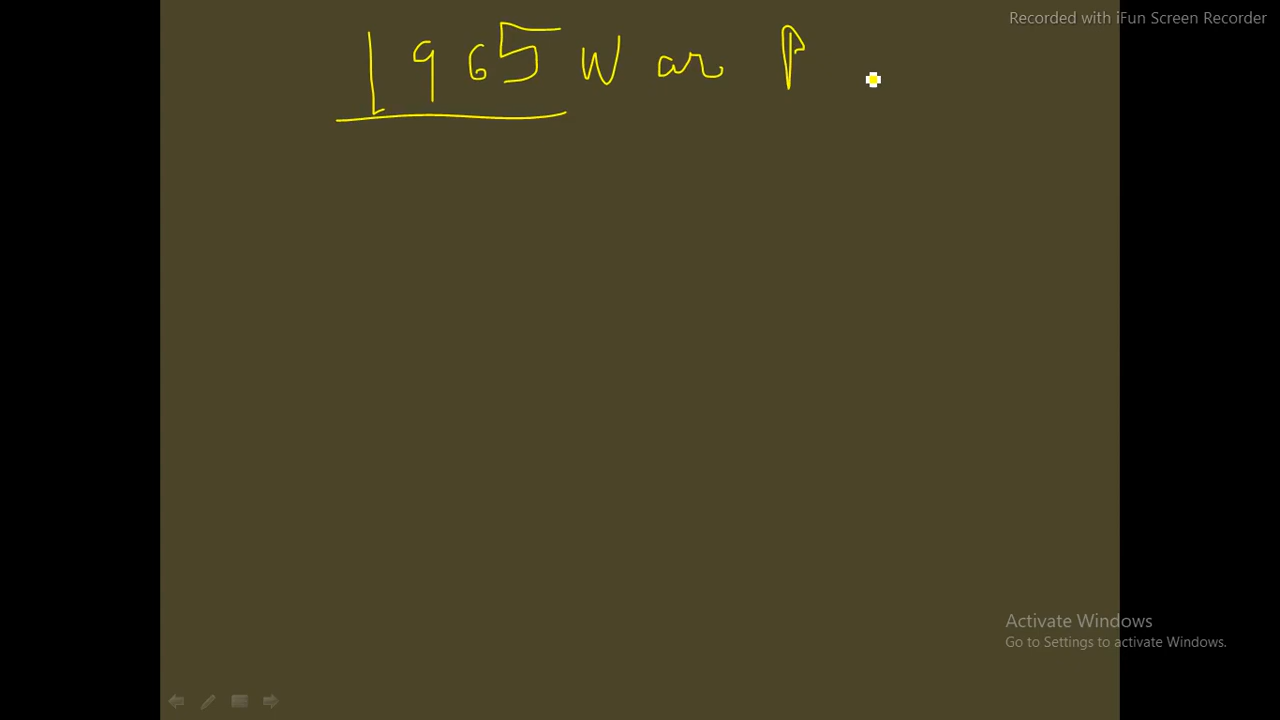 Recorded with iFun Screen Recorder
1965 War P
Activate Windows
Go to Settings to activate Windows.